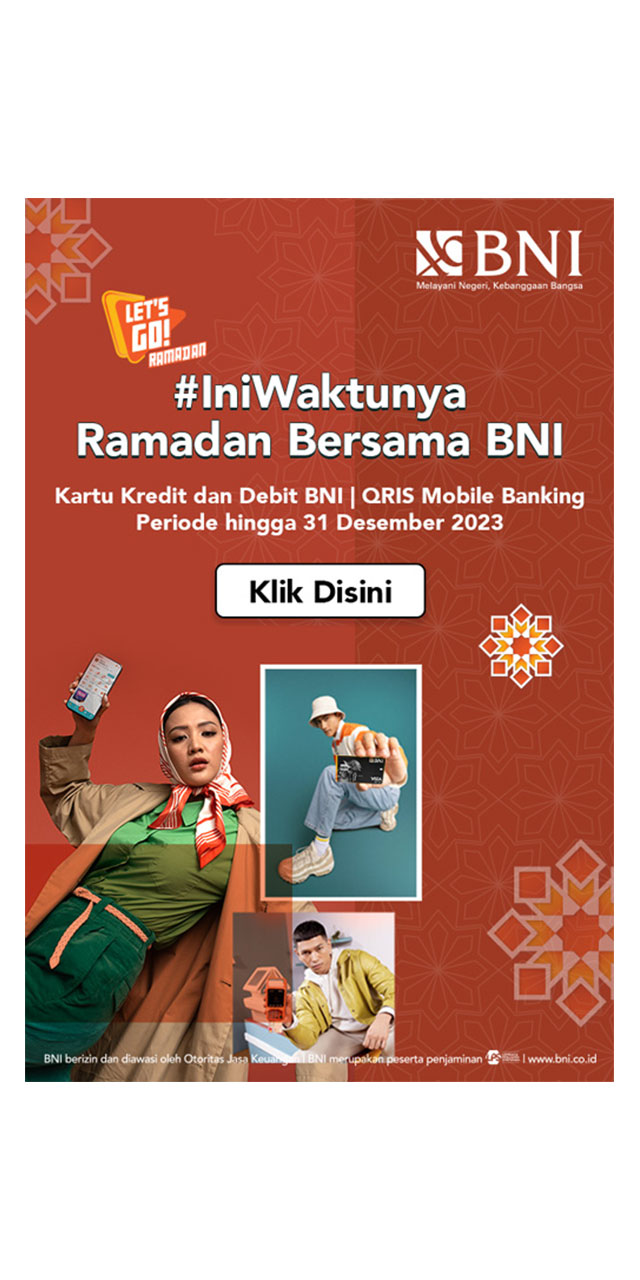 BNI
Melayani Negeri, Kebanggaan Bangsa
LET'S
GO!
RAMADAN
#IniWaktunya
Ramadan Bersama BNI
Kartu Kredit dan Debit BNI | QRIS Mobile Banking
Periode hingga 31 Desember 2023
Klik Disini
VISA
BNI berizin dan diawasi oleh Otoritas Jasa Keuangan | BNI merupakan peserta penjaminan LPS | www.bni.co.id